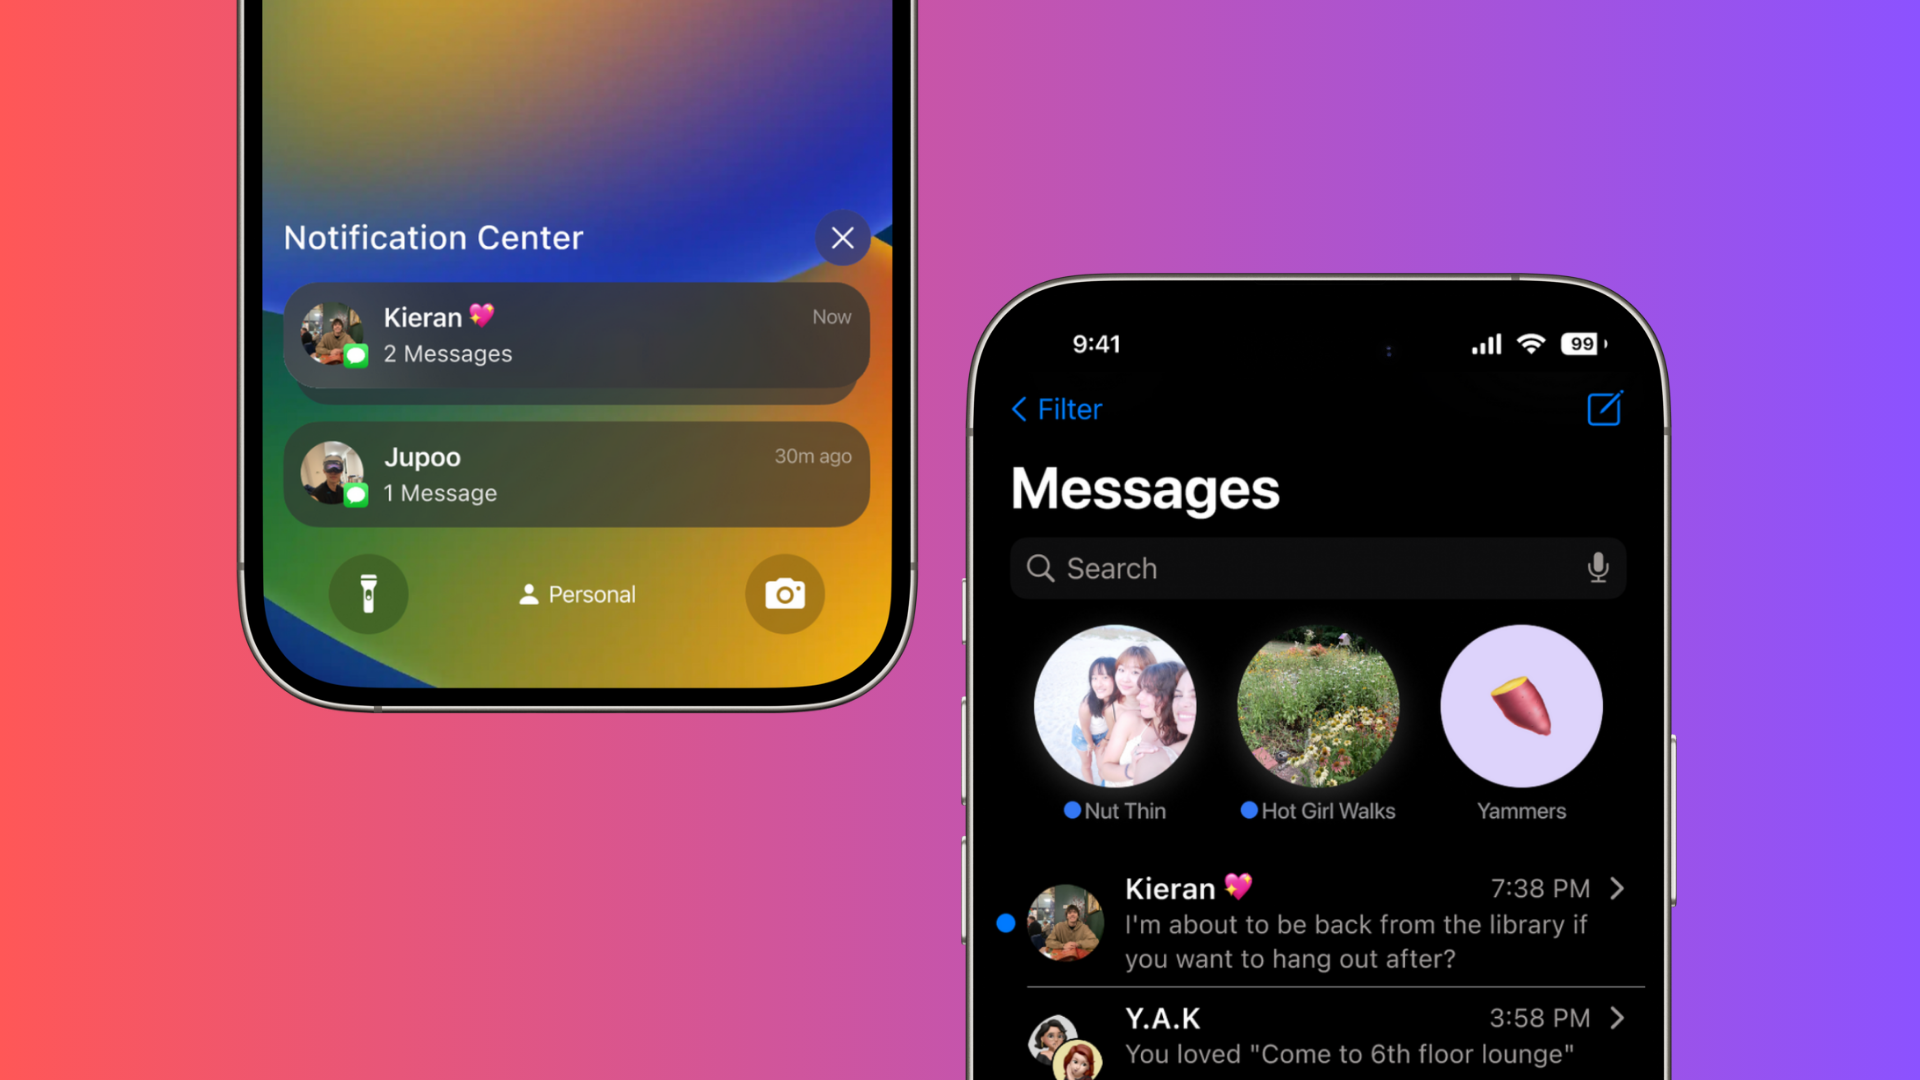 Notification Center
Kieran 💖
Now
2 Messages
Jupoo
30m ago
1 Message
Personal
9:41
99
Filter
Messages
Search
Nut Thin
Hot Girl Walks
Yammers
Kieran 💖
7:38 PM
I'm about to be back from the library if
you want to hang out after?
Y.A.K
3:58 PM
You loved "Come to 6th floor lounge"